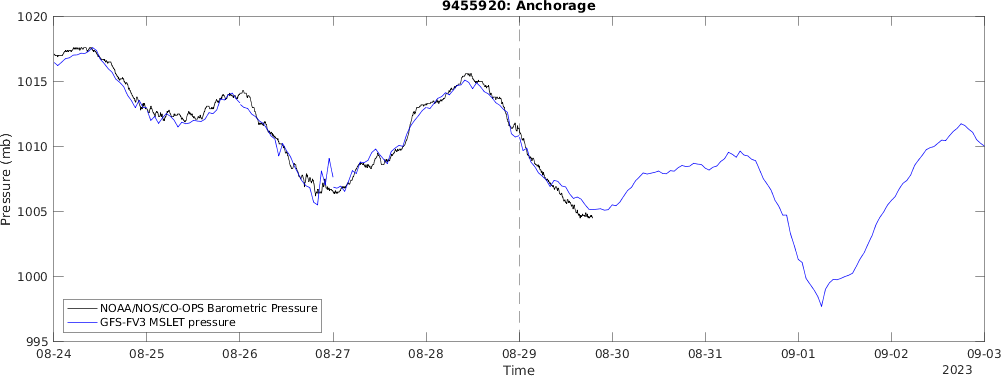 9455920: Anchorage
Pressure (mb)
1020
1015
1010
1005
1000
995
NOAA/NOS/CO-OPS Barometric Pressure
GFS-FV3 MSLET pressure
08-24 08-25 08-26 08-27 08-28 08-29 08-30 08-31 09-01 09-02 09-03
Time
2023